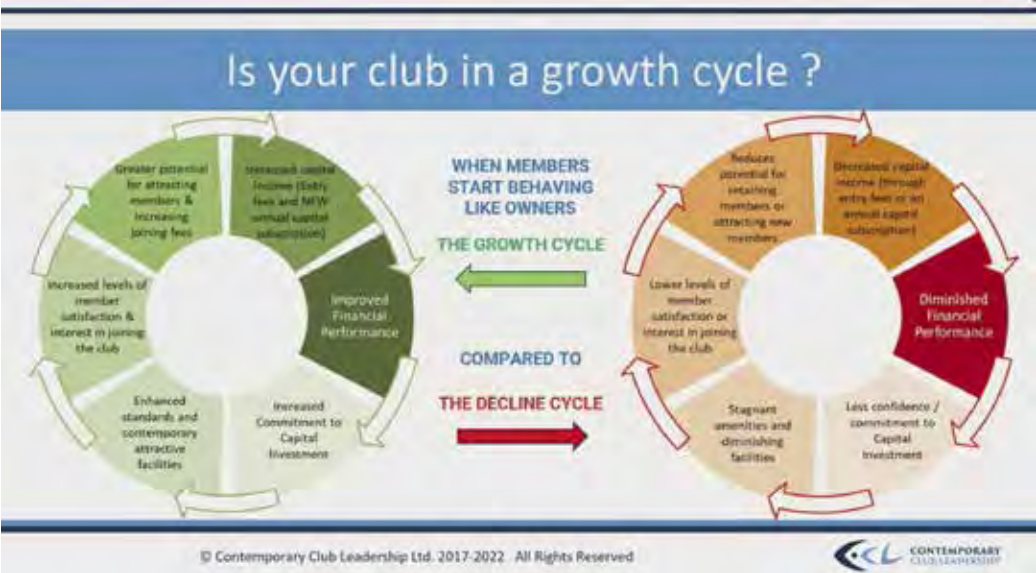 Is your club in a growth cycle ?
Greater potential
for attracting
members &
increasing
joining fees
Increased capital
income (Entry
fees and NEW
annual capital
subscription)
Improved
Financial
Performance
Increased
Commitment to
Capital
Investment
Enhanced
standards and
contemporary
attractive
facilities
Increased levels of
member
satisfaction &
interest in joining
the club
WHEN MEMBERS
START BEHAVING
LIKE OWNERS
THE GROWTH CYCLE
COMPARED TO
THE DECLINE CYCLE
Reduces
potential for
retaining
members or
attracting new
members
Decreased capital
income (through
entry fees or an
annual capital
subscription)
Diminished
Financial
Performance
Less confidence /
commitment to
Capital
Investment
Stagnant
amenities and
diminishing
facilities
Lower levels of
member
satisfaction or
interest in joining
the club
© Contemporary Club Leadership Ltd. 2017-2022 . All Rights Reserved
CCL
CONTEMPORARY
CLUB LEADERSHIP